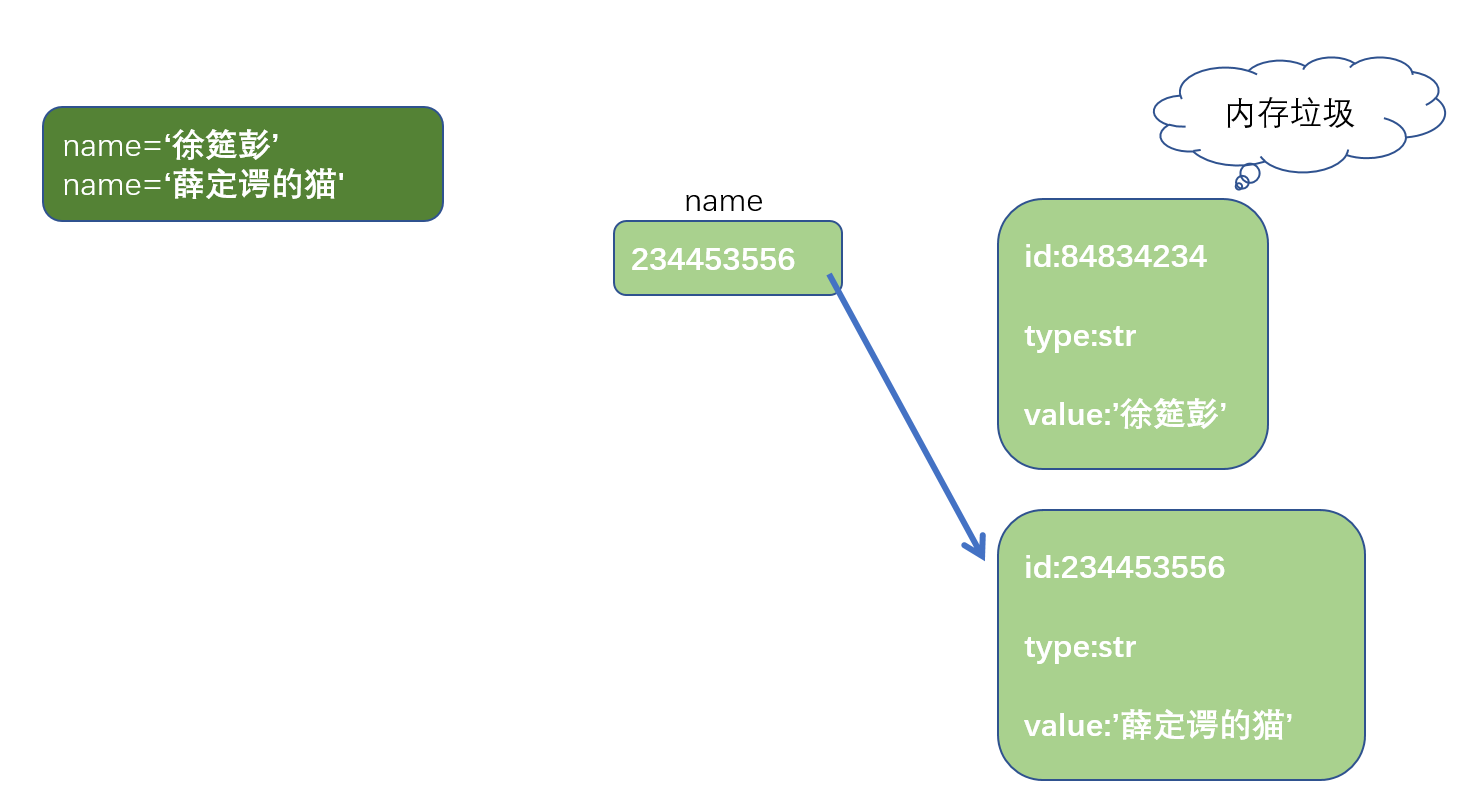 name=‘徐筵彭’
name=‘薛定谔的猫'
内存垃圾
name
234453556
id:84834234
type:str
value:’徐筵彭’
id:234453556
type:str
value:’薛定谔的猫’